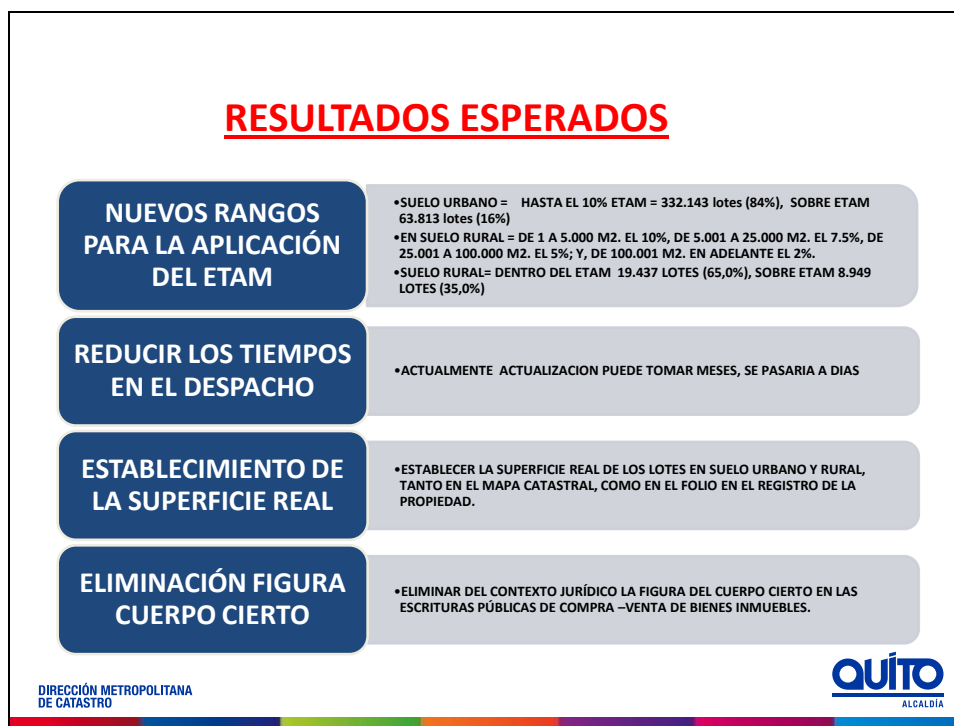 RESULTADOS ESPERADOS
NUEVOS RANGOS
PARA LA APLICACIÓN
DEL ETAM
•SUELO URBANO = HASTA EL 10% ETAM = 332.143 lotes (84%), SOBRE ETAM
63.813 lotes (16%)
•EN SUELO RURAL = DE 1 A 5.000 M2. EL 10%, DE 5.001 A 25.000 M2. EL 7.5%, DE
25.001 A 100.000 M2. EL 5%; Y, DE 100.001 M2. EN ADELANTE EL 2%.
•SUELO RURAL= DENTRO DEL ETAM 19.437 LOTES (65,0%), SOBRE ETAM 8.949
LOTES (35,0%)
REDUCIR LOS TIEMPOS
EN EL DESPACHO
•ACTUALMENTE ACTUALIZACION PUEDE TOMAR MESES, SE PASARIA A DIAS
ESTABLECIMIENTO DE
LA SUPERFICIE REAL
•ESTABLECER LA SUPERFICIE REAL DE LOS LOTES EN SUELO URBANO Y RURAL,
TANTO EN EL MAPA CATASTRAL, COMO EN EL FOLIO EN EL REGISTRO DE LA
PROPIEDAD.
ELIMINACIÓN FIGURA
CUERPO CIERTO
•ELIMINAR DEL CONTEXTO JURÍDICO LA FIGURA DEL CUERPO CIERTO EN LAS
ESCRITURAS PÚBLICAS DE COMPRA –VENTA DE BIENES INMUEBLES.
DIRECCIÓN METROPOLITANA
DE CATASTRO
QUÍTO
ALCALDÍA